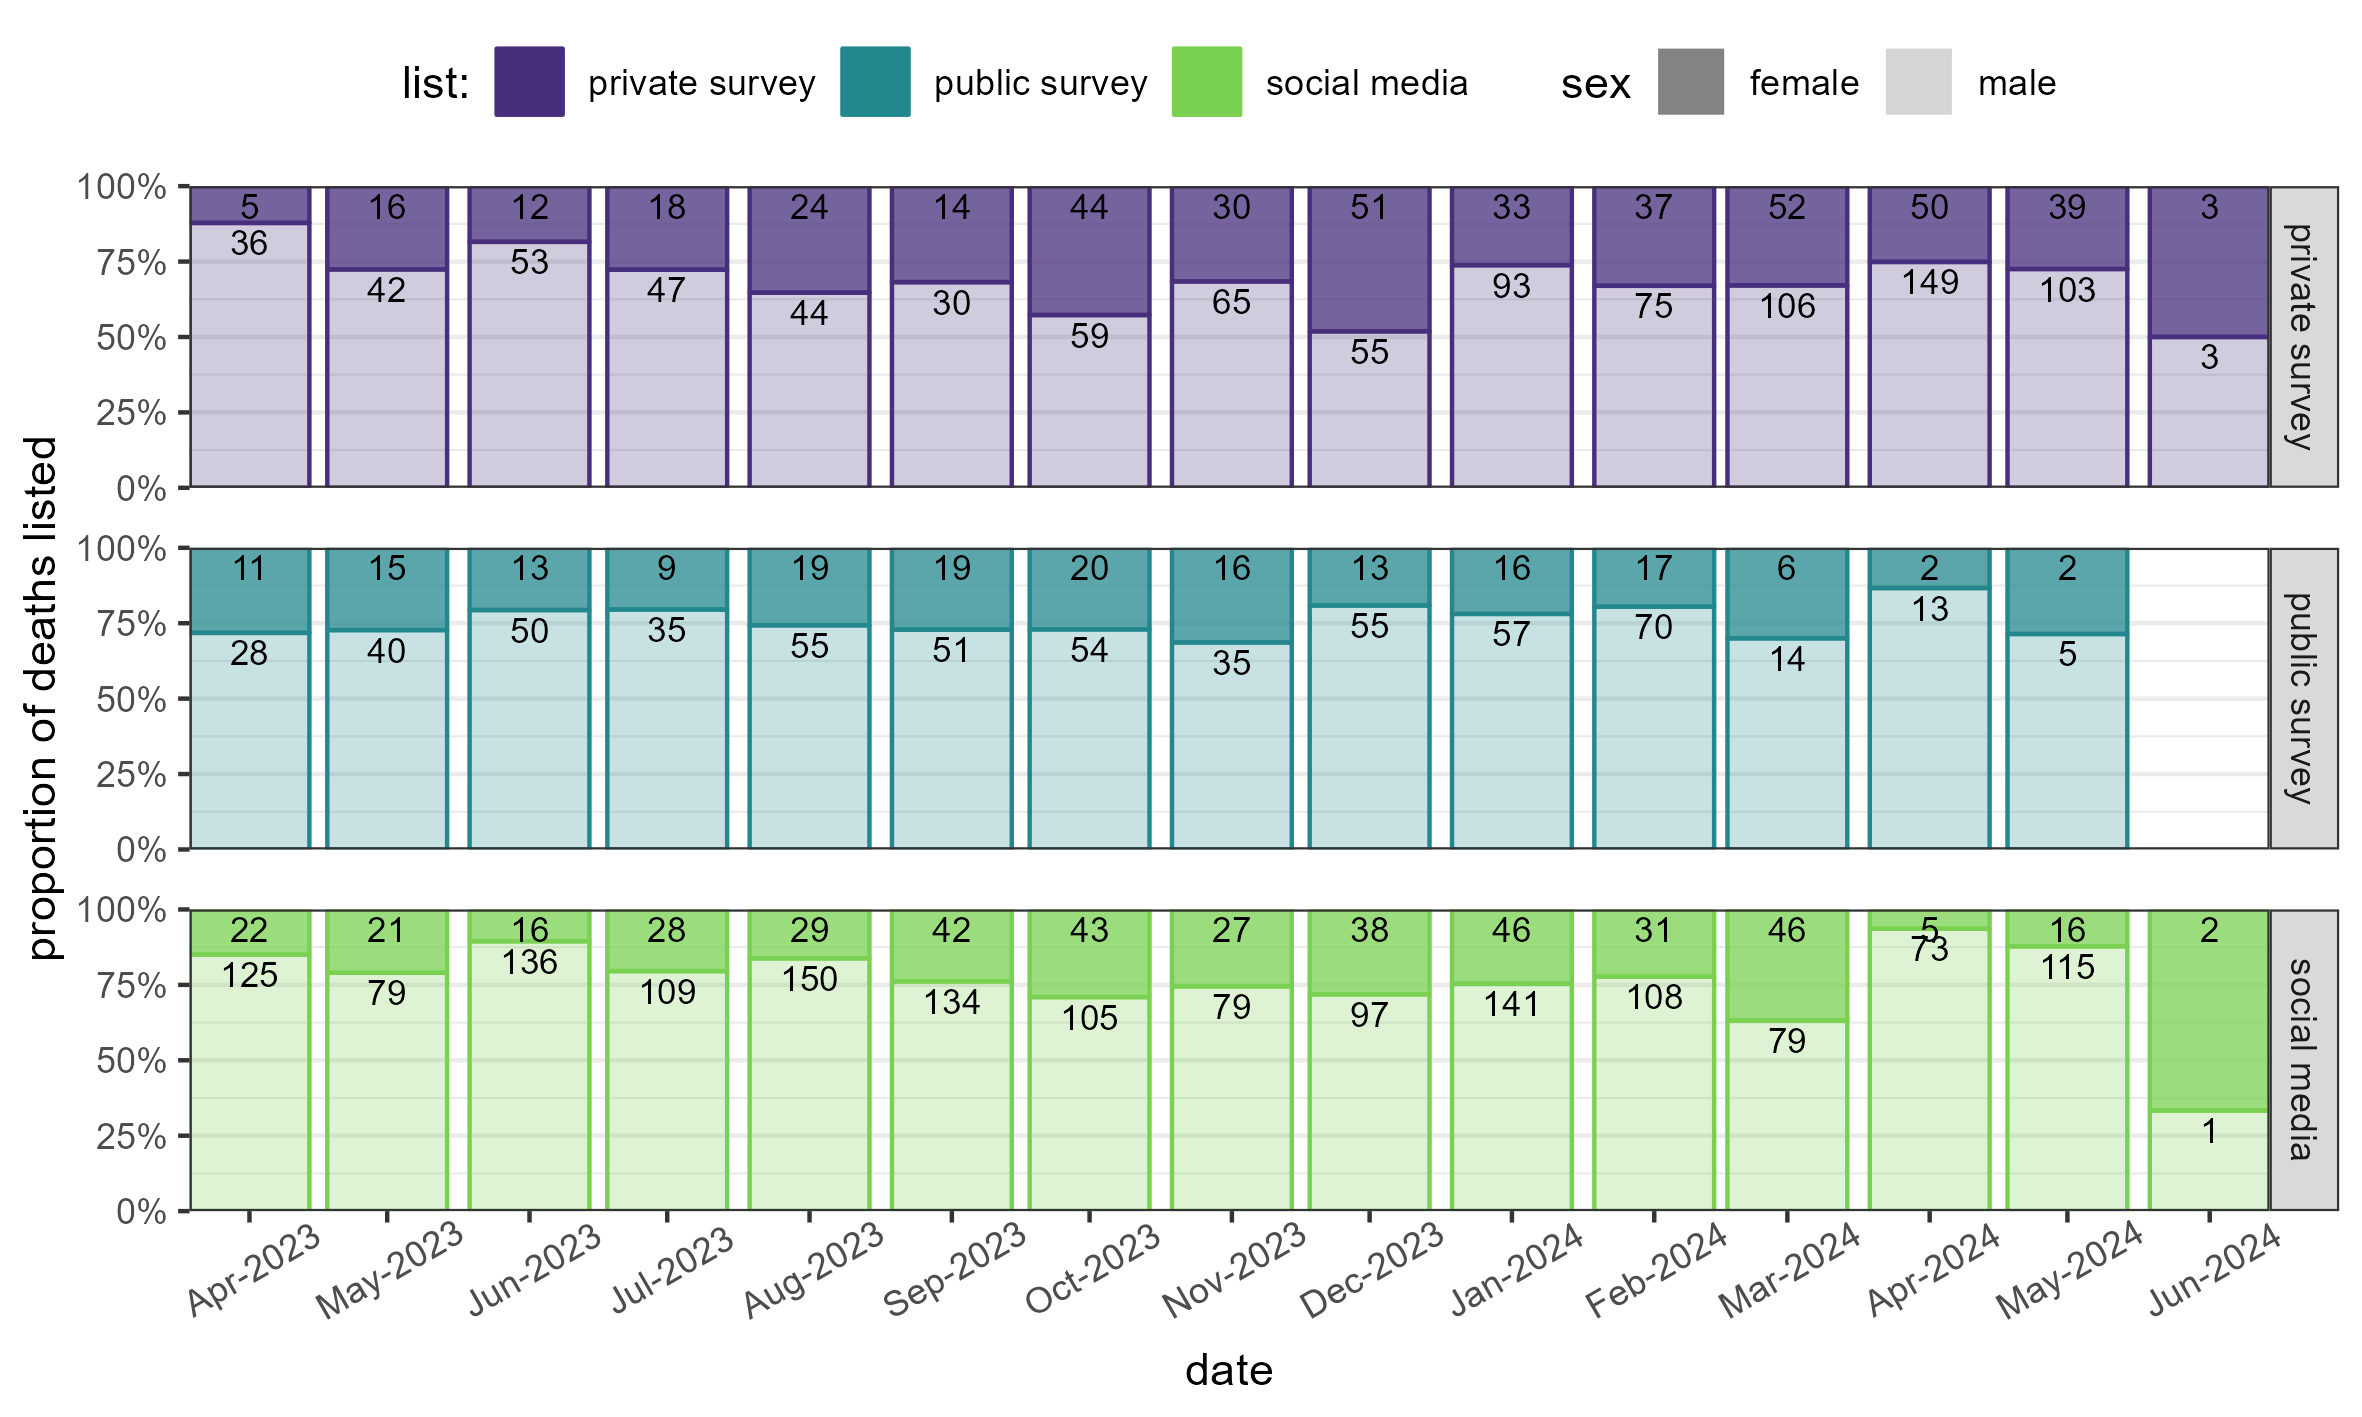 list: private survey public survey social media sex female male
100%
75%
50%
25%
0%
5 16 12 18 24 14 44 30 51 33 37 52 50 39 3
36 42 53 47 44 30 59 65 55 93 75 106 149 103 3
private survey
100%
75%
50%
25%
0%
11 15 13 9 19 19 20 16 13 16 17 6 2 2
28 40 50 35 55 51 54 35 55 57 70 14 13 5
public survey
100%
75%
50%
25%
0%
22 21 16 28 29 42 43 27 38 46 31 46 5 16 2
125 79 136 109 150 134 105 79 97 141 108 79 73 115 1
social media
proportion of deaths listed
Apr-2023 May-2023 Jun-2023 Jul-2023 Aug-2023 Sep-2023 Oct-2023 Nov-2023 Dec-2023 Jan-2024 Feb-2024 Mar-2024 Apr-2024 May-2024 Jun-2024
date